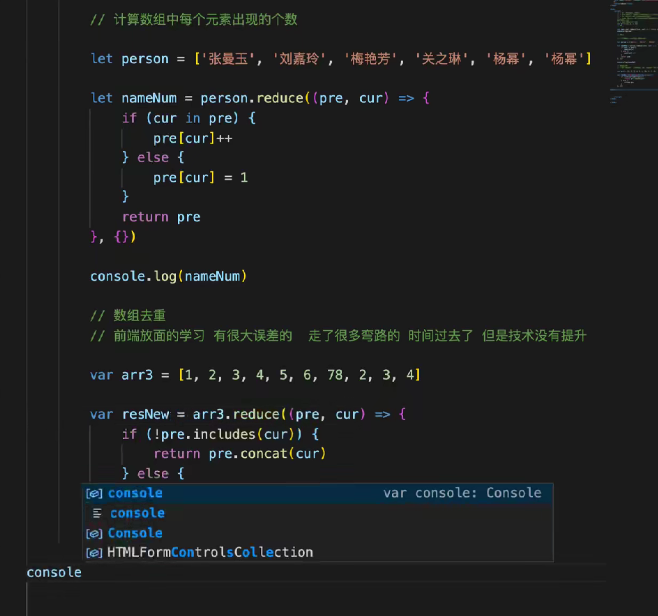 // 计算数组中每个元素出现的个数
let person = ['张曼玉', '刘嘉玲', '梅艳芳', '关之琳', '杨幂', '杨幂']
let nameNum = person.reduce((pre, cur) => {
if (cur in pre) {
pre[cur]++
} else {
pre[cur] = 1
}
return pre
}, {})
console.log(nameNum)
// 数组去重
// 前端放面的学习 有很大误差的 走了很多弯路的 时间过去了 但是技术没有提升
var arr3 = [1, 2, 3, 4, 5, 6, 78, 2, 3, 4]
var resNew = arr3.reduce((pre, cur) => {
if (!pre.includes(cur)) {
return pre.concat(cur)
} else {
console var console: Console
console
Console
HTMLFormControlsCollection
console